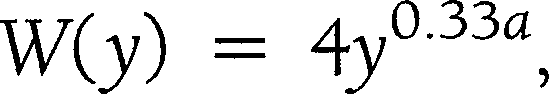 W(y) = 4y^{0.33a},